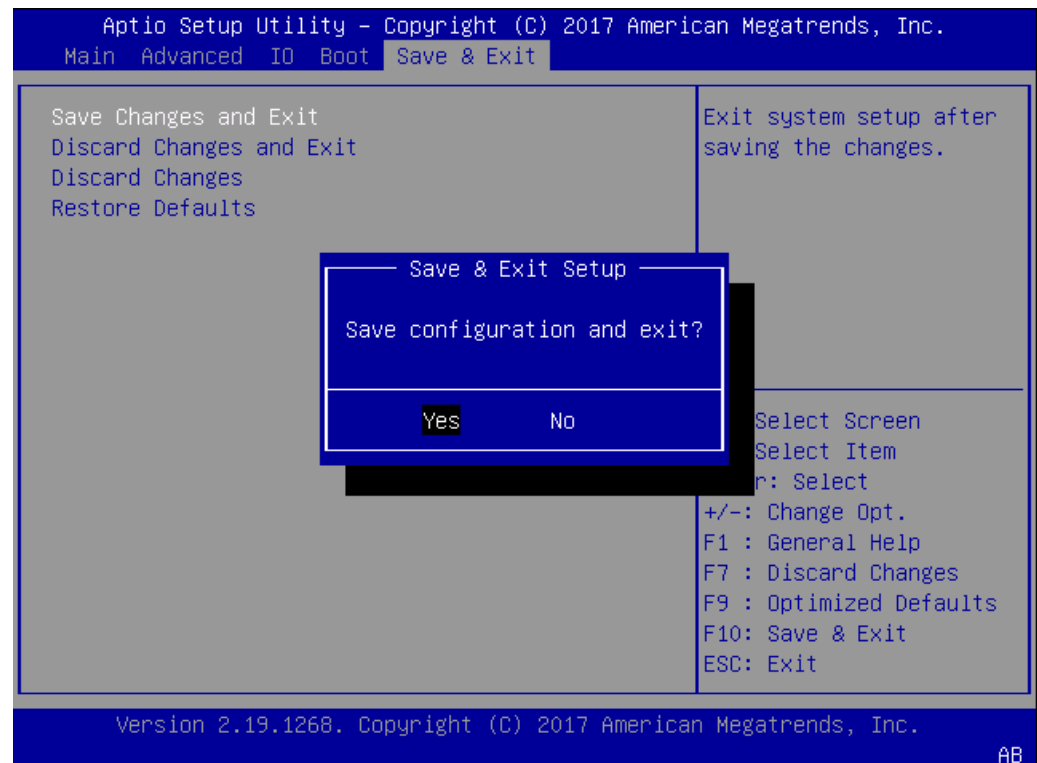 Aptio Setup Utility – Copyright (C) 2017 American Megatrends, Inc.
Main Advanced IO Boot Save & Exit
Save Changes and Exit
Discard Changes and Exit
Discard Changes
Restore Defaults
Exit system setup after
saving the changes.
Save & Exit Setup
Save configuration and exit?
Yes No
Select Screen
Select Item
r: Select
+/-: Change Opt.
F1 : General Help
F7 : Discard Changes
F9 : Optimized Defaults
F10: Save & Exit
ESC: Exit
Version 2.19.1268. Copyright (C) 2017 American Megatrends, Inc.
AB